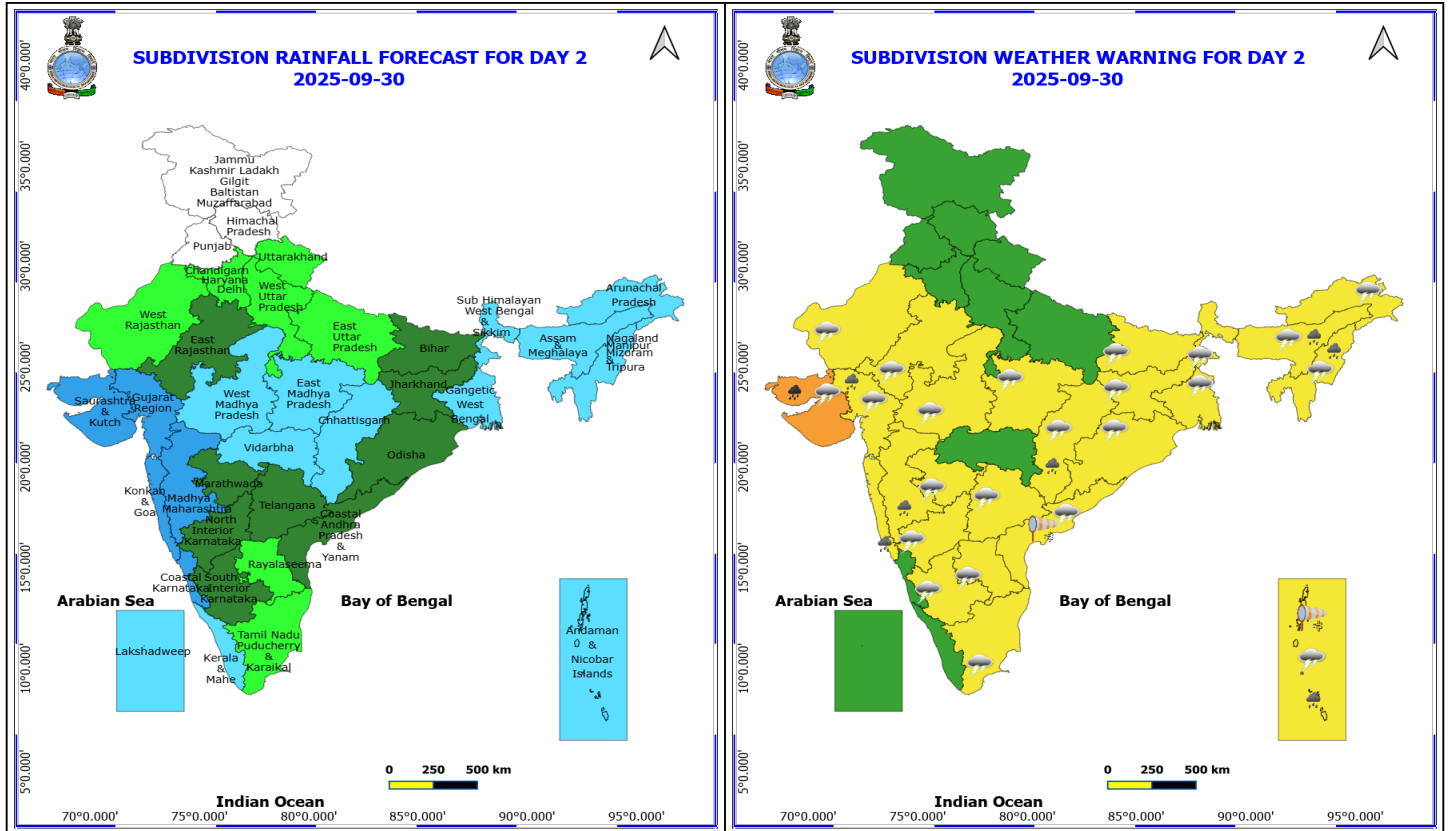 SUBDIVISION RAINFALL FORECAST FOR DAY 2
2025-09-30
40°0.000'
35°0.000'
30°0.000'
25°0.000'
20°0.000'
15°0.000'
10°0.000'
5°0.000'
Jammu
Kashmir Ladakh
Gilgit
Baltistan
Muzaffarabad
Himachal
Pradesh
Punjab
Uttarakhand
Chandigarh
Haryana
Delhi
West
Uttar
Pradesh
West
Rajasthan
East
Rajasthan
East
Uttar
Pradesh
Bihar
Sub Himalayan
West Bengal
&
Sikkim
Arunachal
Pradesh
Assam
&
Meghalaya
Nagaland
Manipur
Mizoram
&
Tripura
Saurashtra
&
Kutch
Gujarat
Region
West
Madhya
Pradesh
East
Madhya
Pradesh
Jharkhand
Gangetic
West
Bengal
Chhattisgarh
Vidarbha
Odisha
Konkan
&
Goa
Madhya
Maharashtra
Marathwada
Telangana
North
Interior
Karnataka
Coastal
Andhra
Pradesh
&
Yanam
Rayalaseema
Coastal
Karnataka
South
Interior
Karnataka
Tamil Nadu
Puducherry
&
Karaikal
Kerala
&
Mahe
Lakshadweep
Andaman
&
Nicobar
Islands
Arabian Sea
Bay of Bengal
Indian Ocean
0 250 500 km
70°0.000' 75°0.000' 80°0.000' 85°0.000' 90°0.000' 95°0.000'
SUBDIVISION WEATHER WARNING FOR DAY 2
2025-09-30
40°0.000'
35°0.000'
30°0.000'
25°0.000'
20°0.000'
15°0.000'
10°0.000'
5°0.000'
Arabian Sea
Bay of Bengal
Indian Ocean
0 250 500 km
70°0.000' 75°0.000' 80°0.000' 85°0.000' 90°0.000' 95°0.000'